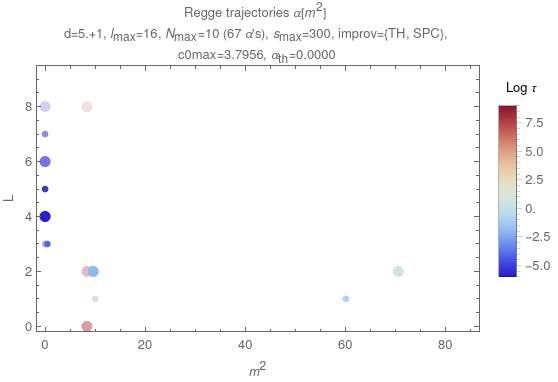 Regge trajectories α[m²]
d=5.+1, lmax=16, Nmax=10 (67 α's), smax=300, improv={TH, SPC},
c0max=3.7956, αth=0.0000
Log τ
7.5
5.0
2.5
0.
−2.5
−5.0
L
8
6
4
2
0
0 20 40 60 80
m²